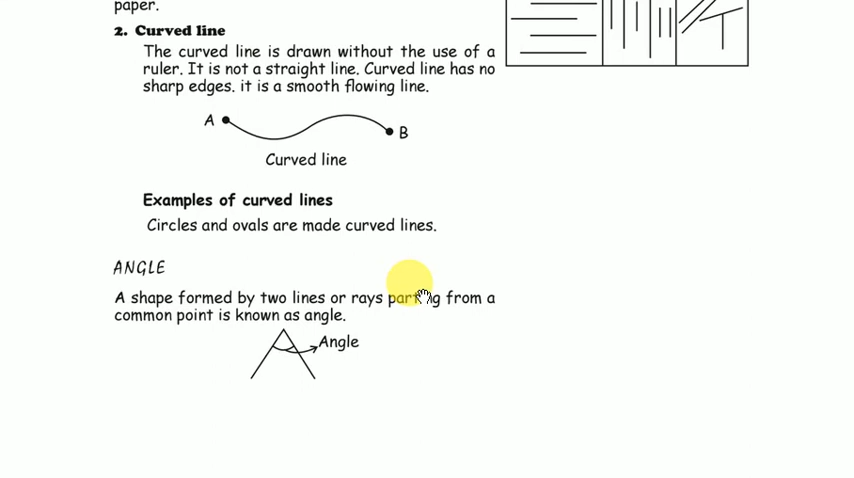 paper.
2. Curved line
The curved line is drawn without the use of a
ruler. It is not a straight line. Curved line has no
sharp edges. it is a smooth flowing line.
A
B
Curved line
Examples of curved lines
Circles and ovals are made curved lines.
ANGLE
A shape formed by two lines or rays parting from a
common point is known as angle.
Angle